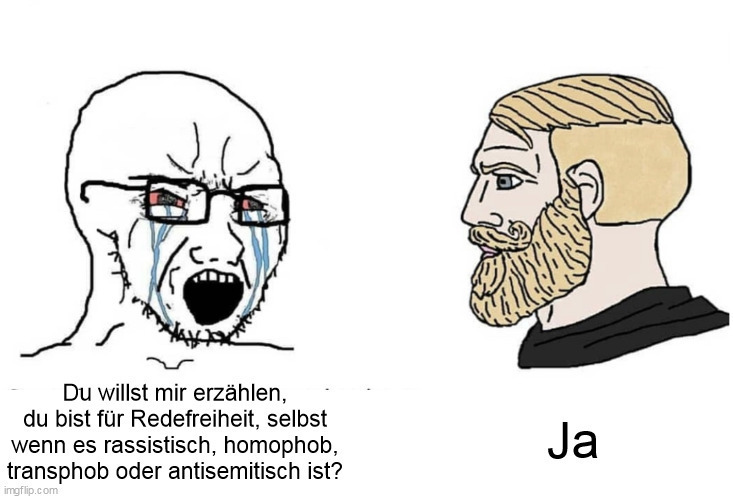 Du willst mir erzählen,
du bist für Redefreiheit, selbst
wenn es rassistisch, homophob,
transphob oder antisemitisch ist?
Ja
imgflip.com